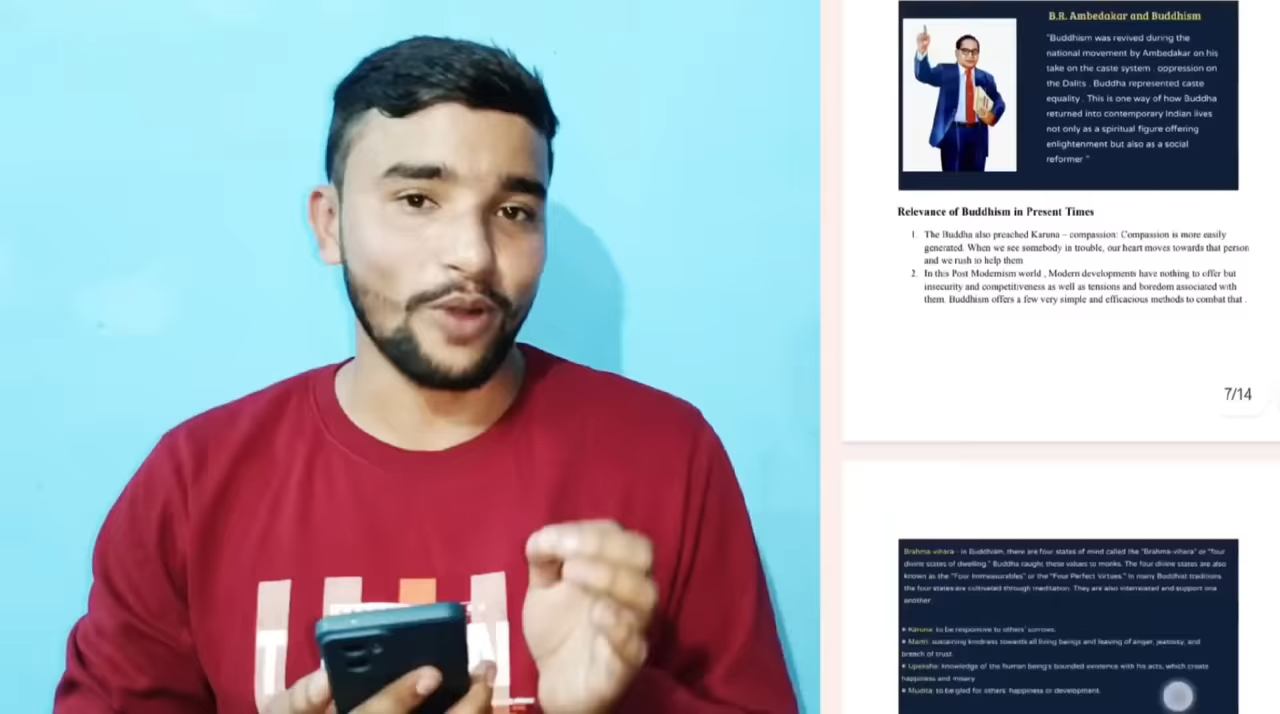 B.R. Ambedakar and Buddhism
"Buddhism was revived during the
national movement by Ambedakar on his
take on the caste system . oppression on
the Dalits . Buddha represented caste
equality . This is one way of how Buddha
returned into contemporary Indian lives
not only as a spiritual figure offering
enlightenment but also as a social
reformer "
Relevance of Buddhism in Present Times
1. The Buddha also preached Karuna – compassion: Compassion is more easily
generated. When we see somebody in trouble, our heart moves towards that person
and we rush to help them
2. In this Post Modernism world , Modern developments have nothing to offer but
insecurity and competitiveness as well as tensions and boredom associated with
them. Buddhism offers a few very simple and efficacious methods to combat that .
7/14
Brahma-vihara - in Buddhism, there are four states of mind called the "Brahma-vihara" or "four
divine states of dwelling." Buddha taught these values to monks. The four divine states are also
known as the "Four Immeasurables" or the "Four Perfect Virtues." In many Buddhist traditions
the four states are cultivated through meditation. They are also interrelated and support one
another.
* Karuna: to be responsive to others' sorrows.
* Maitri: sustaining kindness towards all living beings and leaving of anger, jealousy, and
breach of trust.
* Upeksha: knowledge of the human being's bounded existence with his acts, which create
happiness and misery
* Mudita: to be glad for others' happiness or development.